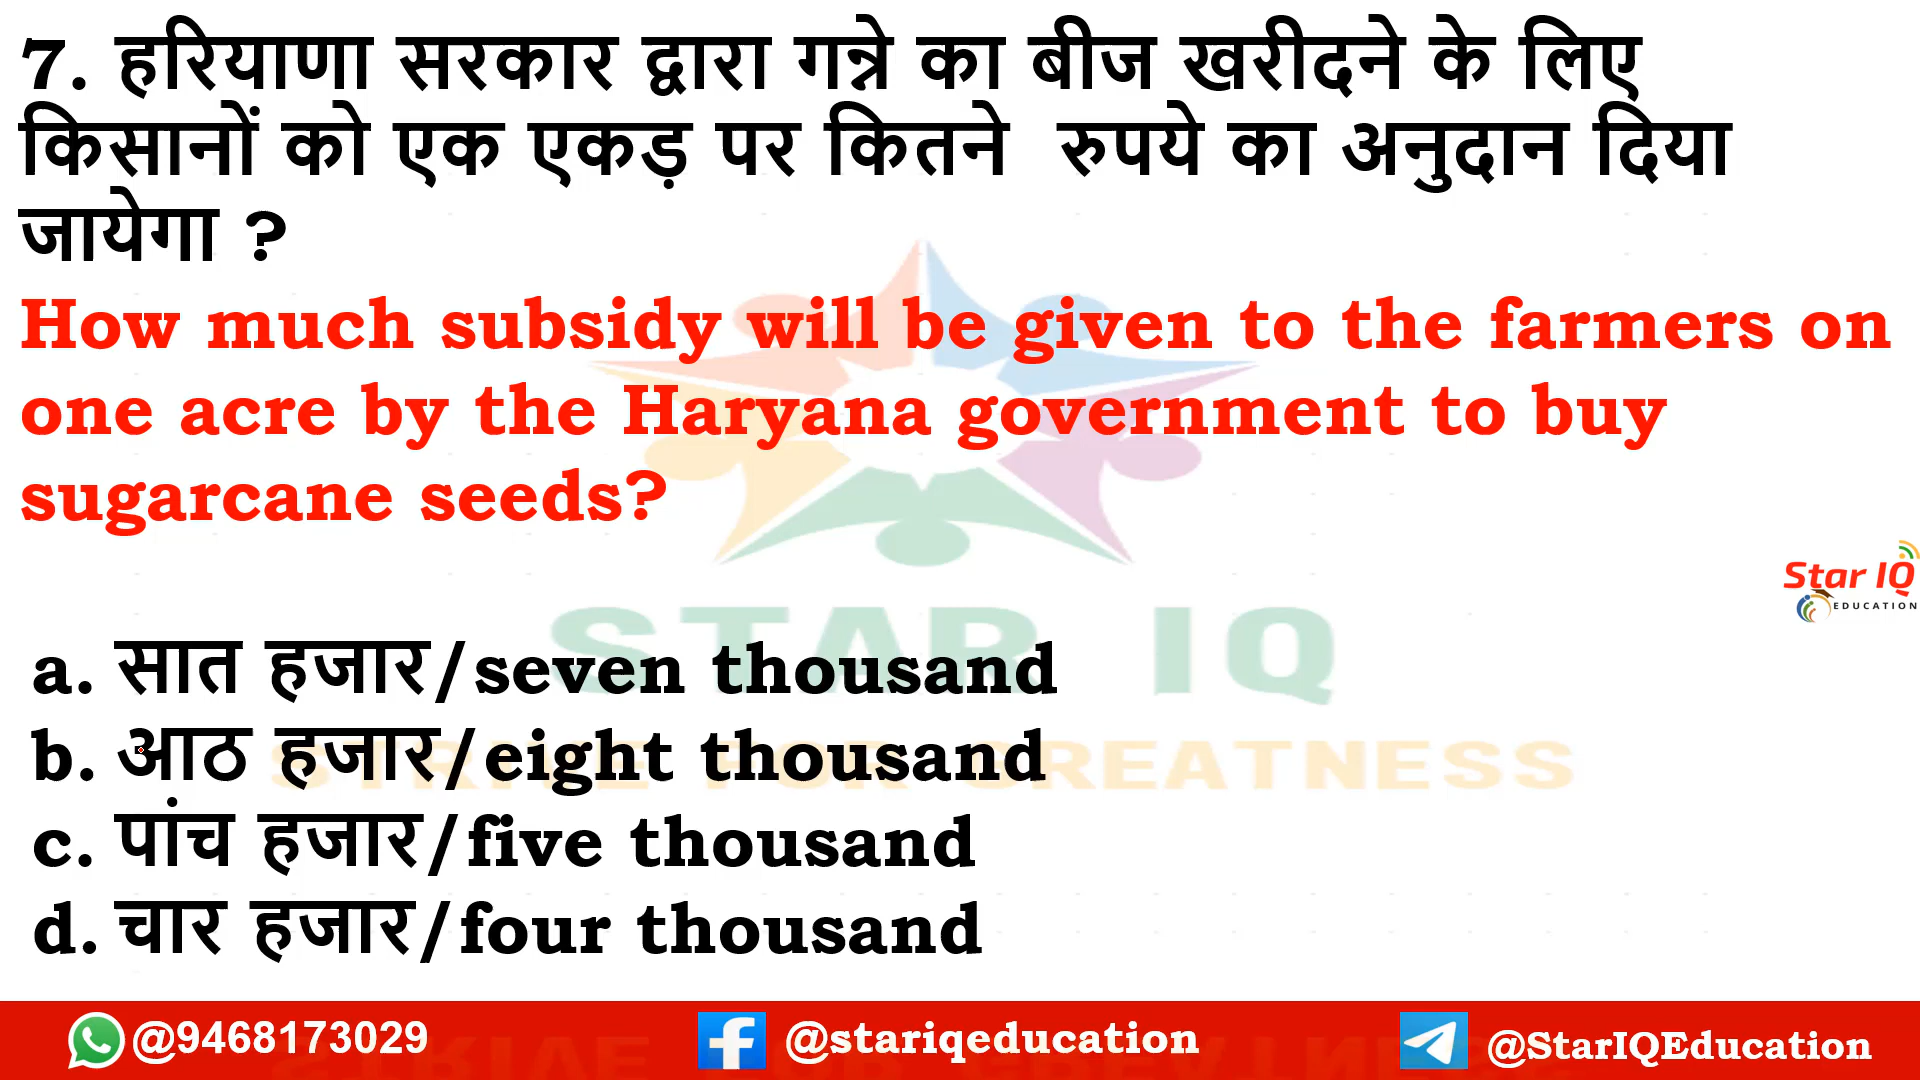 7. हरियाणा सरकार द्वारा गन्ने का बीज खरीदने के लिए
किसानों को एक एकड़ पर कितने रुपये का अनुदान दिया
जायेगा ?
How much subsidy will be given to the farmers on
one acre by the Haryana government to buy
sugarcane seeds?
Star IQ
EDUCATION
STAR IQ
STRIVE FOR GREATNESS
a. सात हजार/seven thousand
b. आठ हजार/eight thousand
c. पांच हजार/five thousand
d. चार हजार/four thousand
@9468173029
@stariqeducation
@StarIQEducation